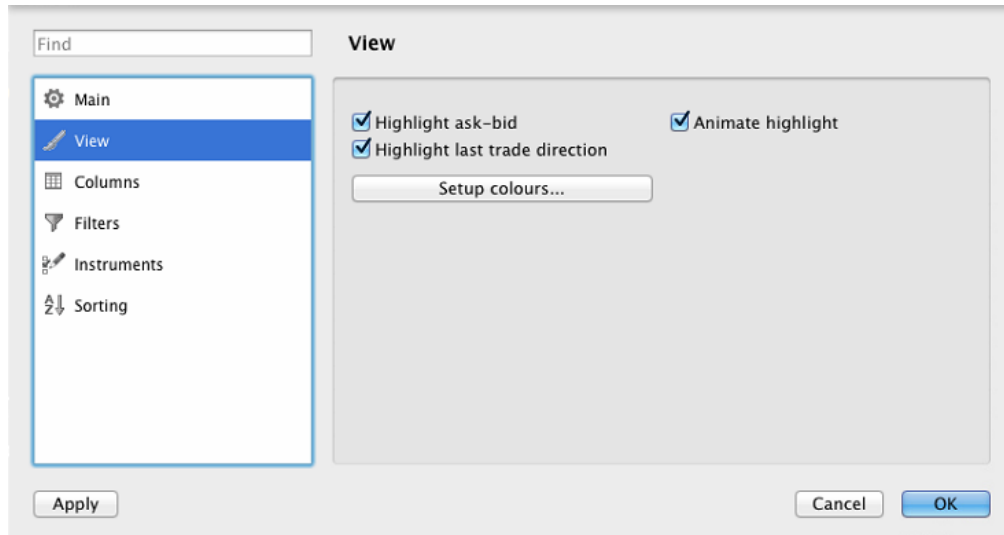 Find
View
Main
View
Columns
Filters
Instruments
Sorting
Highlight ask-bid
Animate highlight
Highlight last trade direction
Setup colours...
Apply
Cancel
OK